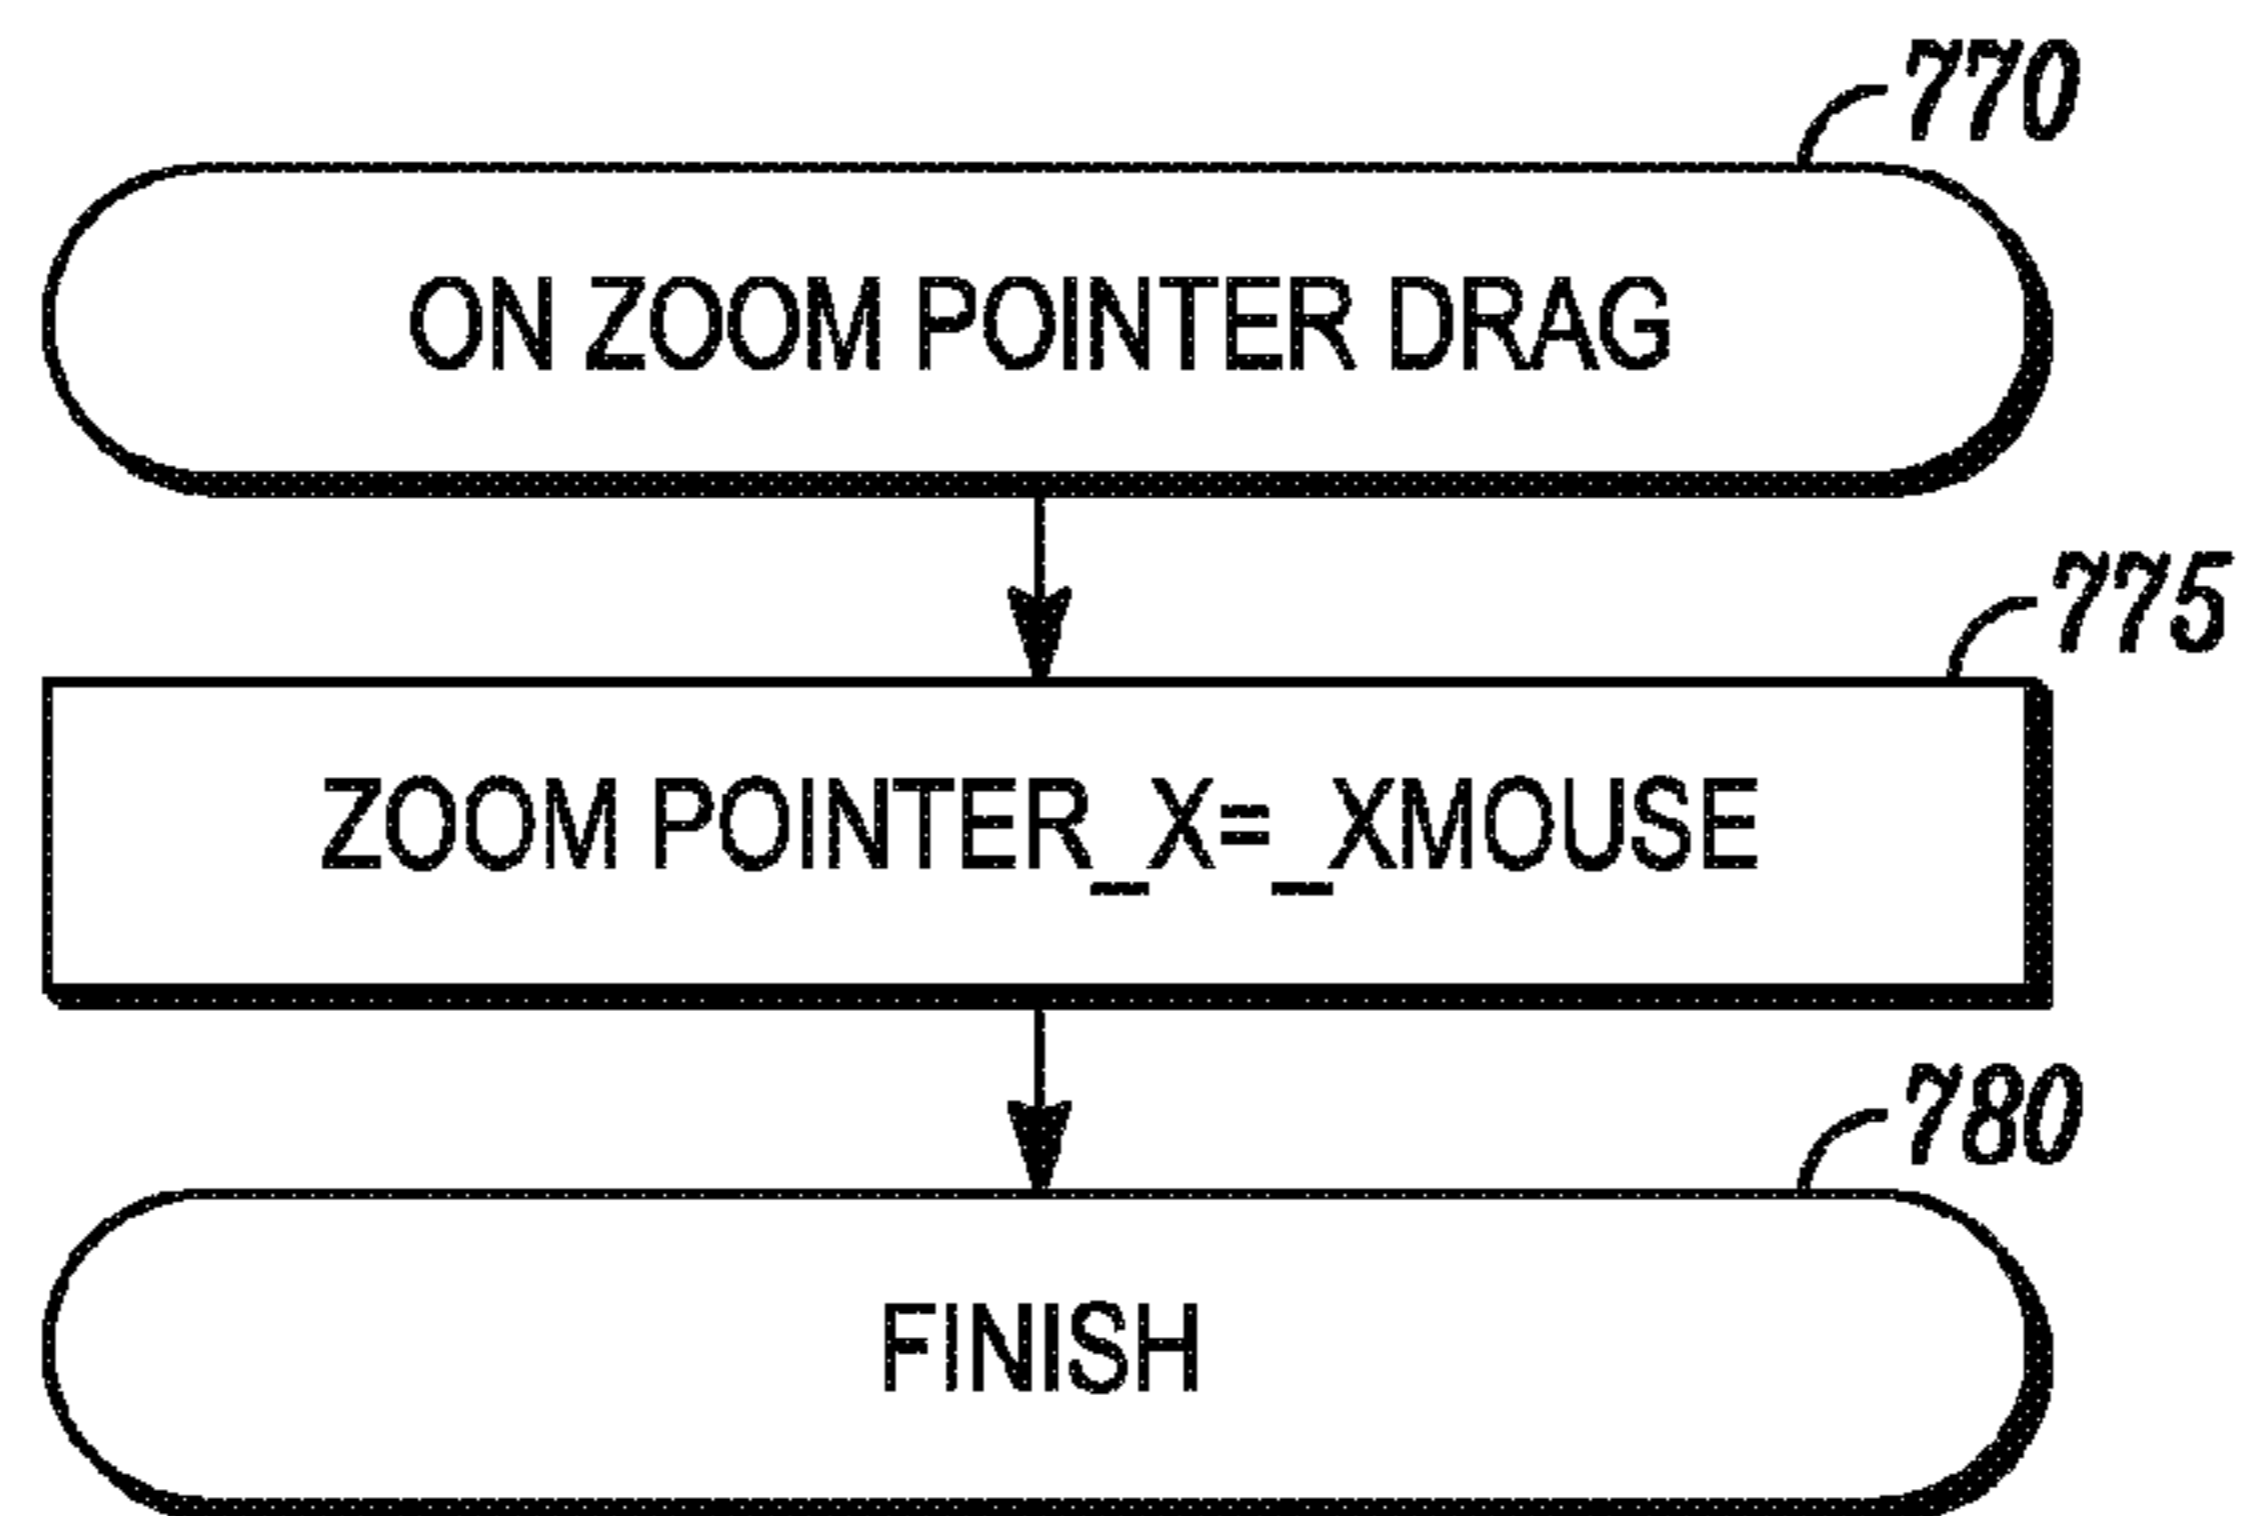 770
ON ZOOM POINTER DRAG
775
ZOOM POINTER_X=_XMOUSE
780
FINISH